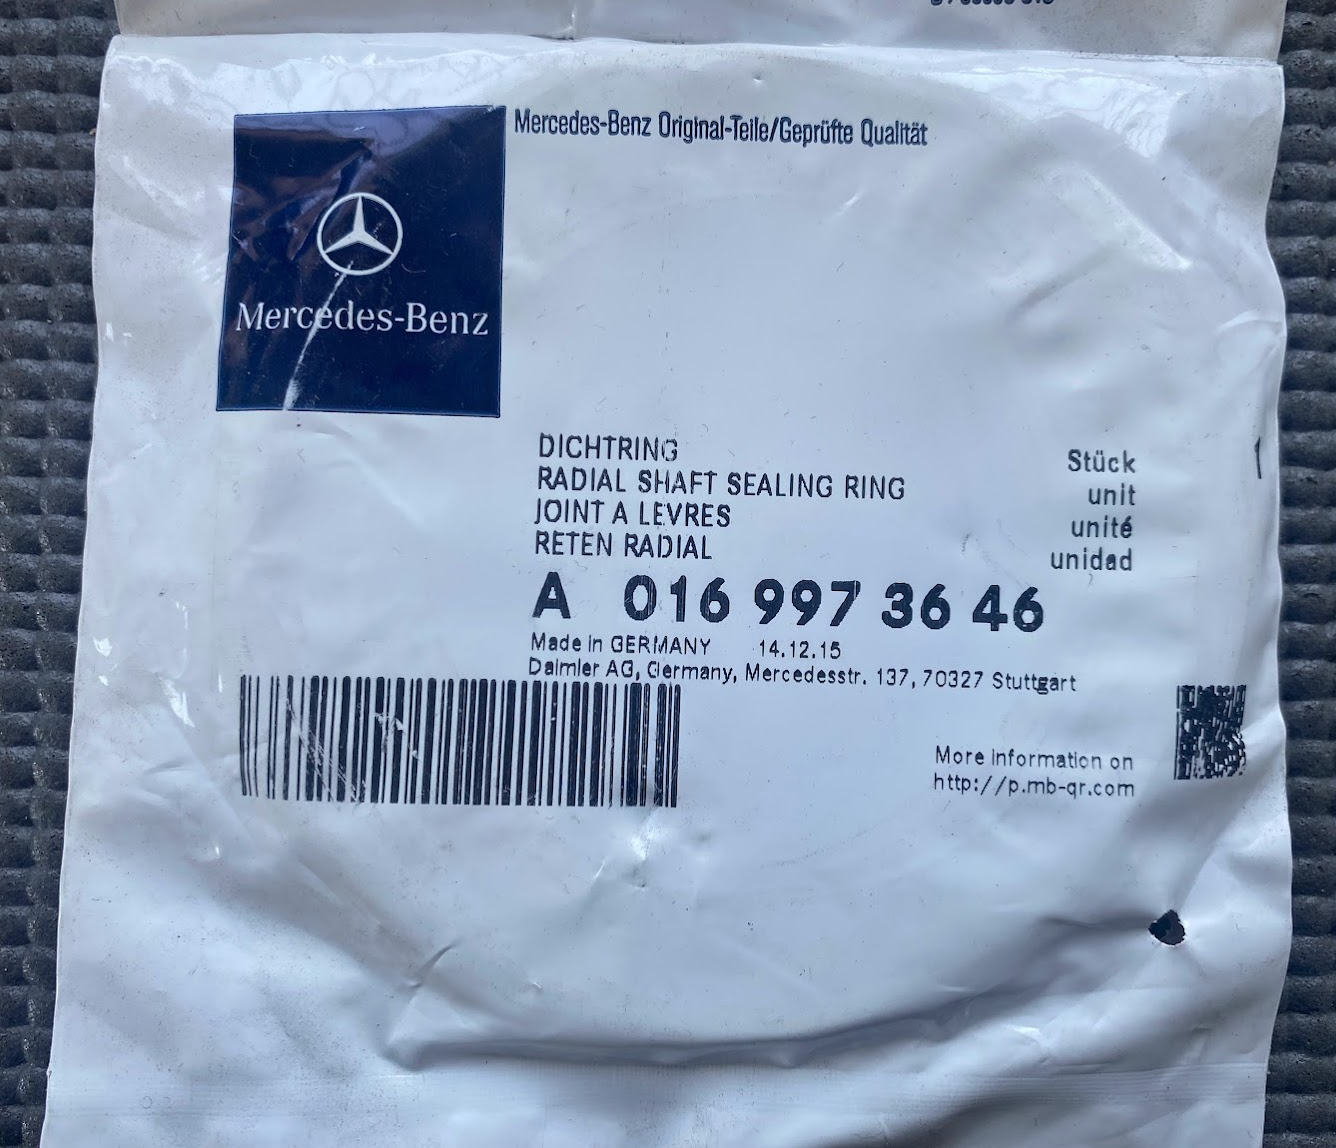 Mercedes-Benz Original-Teile/Geprüfte Qualität
Mercedes-Benz
DICHTRING
RADIAL SHAFT SEALING RING
JOINT A LEVRES
RETEN RADIAL
Stück 1
unit
unité
unidad
A 016 997 36 46
Made in GERMANY 14.12.15
Daimler AG, Germany, Mercedesstr. 137, 70327 Stuttgart
More information on
http://p.mb-qr.com